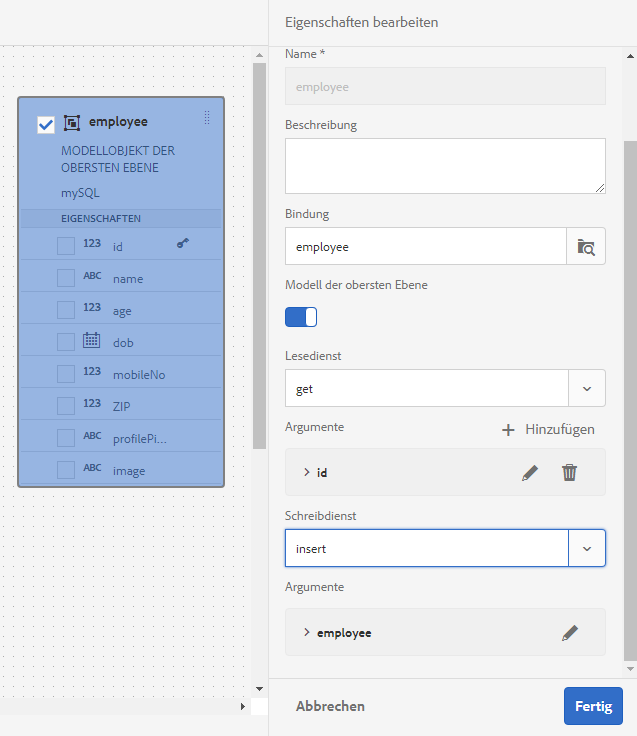 employee
MODELLOBJEKT DER
OBERSTEN EBENE
mySQL
EIGENSCHAFTEN
123 id
ABC name
123 age
dob
123 mobileNo
123 ZIP
ABC profilePi...
ABC image
Eigenschaften bearbeiten
Name *
employee
Beschreibung
Bindung
employee
Modell der obersten Ebene
Lesedienst
get
Argumente
Hinzufügen
id
Schreibdienst
insert
Argumente
employee
Abbrechen
Fertig